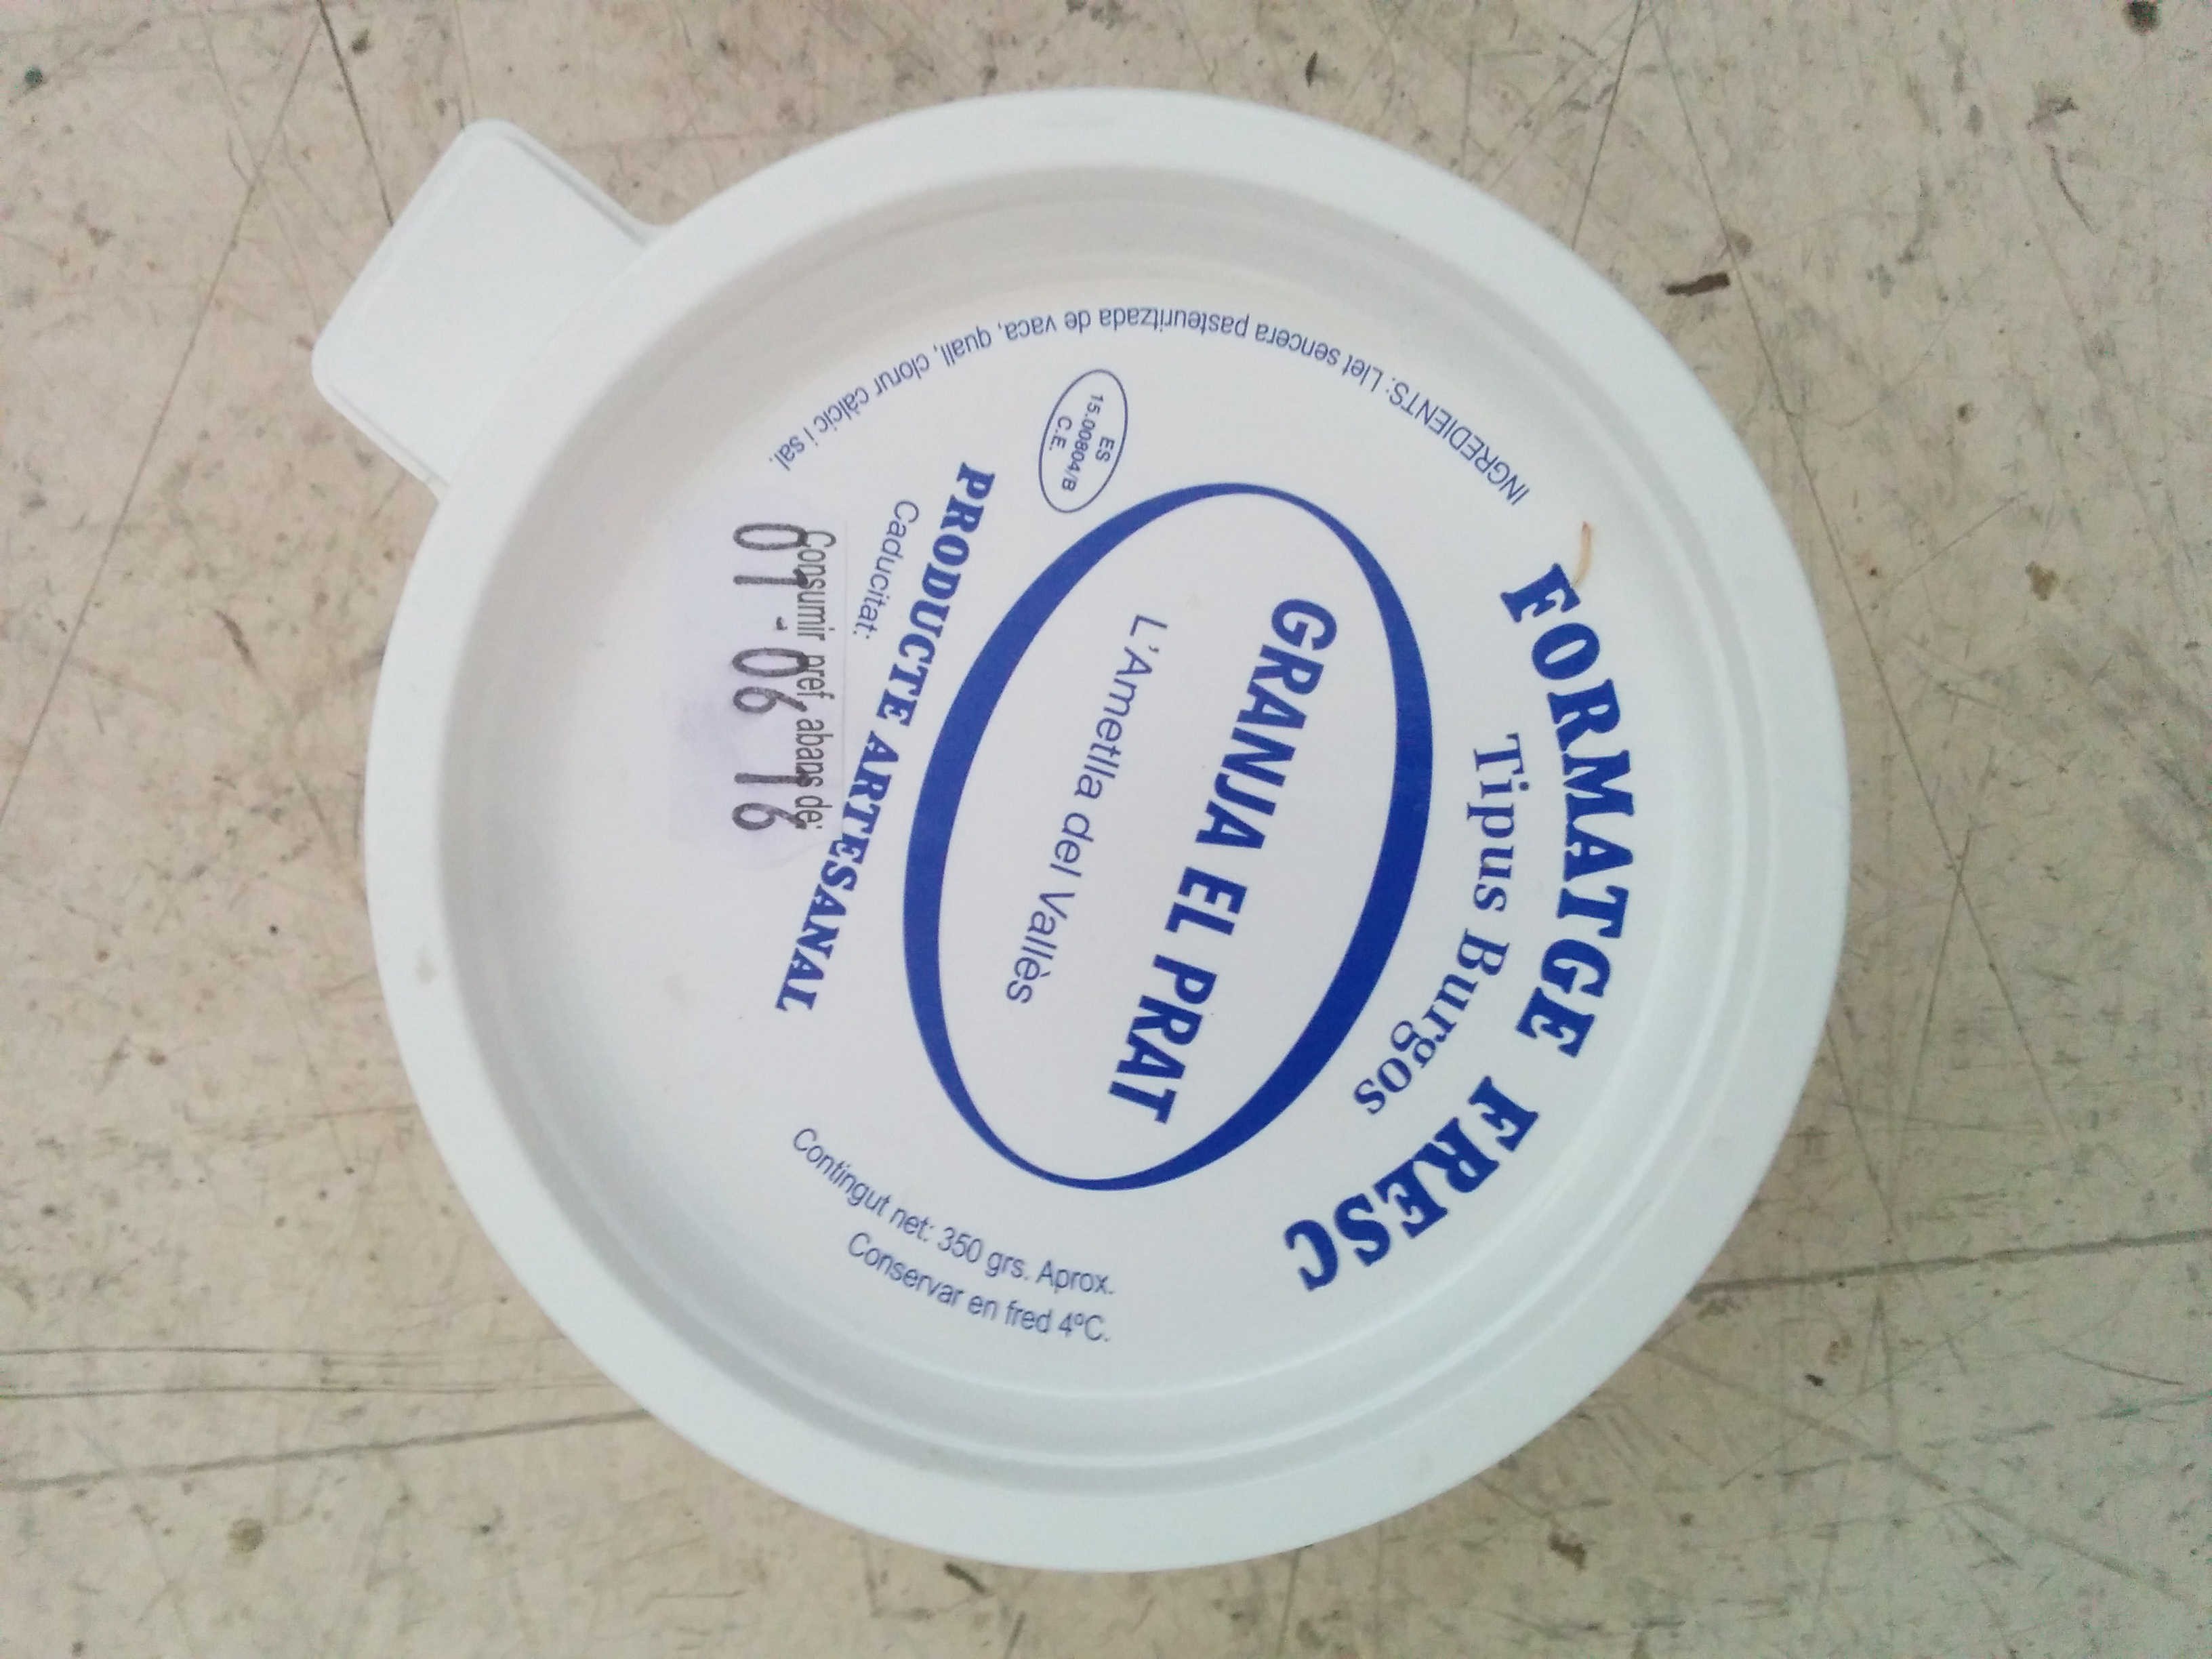 FORMATGE FRESC
Tipus Burgos
GRANJA EL PRAT
L'Ametlla del Vallès
PRODUCTE ARTESANAL
Caducitat:
Consumir pref. abans de:
01-06 16
INGREDIENTS: Llet sencera pasteuritzada de vaca, quall, clorur càlcic i sal.
ES
15.00804/B
C.E.
Contingut net: 350 grs. Aprox.
Conservar en fred 4ºC.